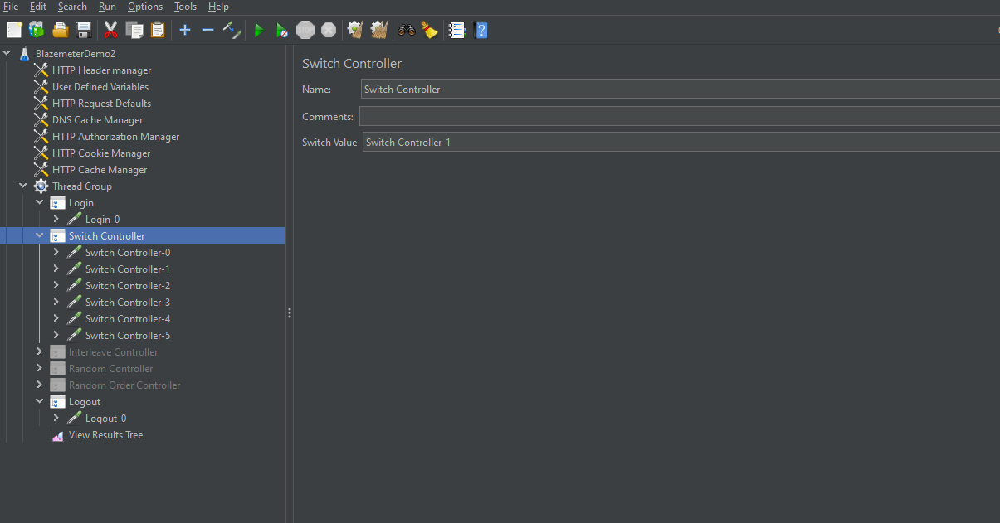 File Edit Search Run Options Tools Help
BlazemeterDemo2
HTTP Header manager
User Defined Variables
HTTP Request Defaults
DNS Cache Manager
HTTP Authorization Manager
HTTP Cookie Manager
HTTP Cache Manager
Thread Group
Login
Login-0
Switch Controller
Switch Controller-0
Switch Controller-1
Switch Controller-2
Switch Controller-3
Switch Controller-4
Switch Controller-5
Interleave Controller
Random Controller
Random Order Controller
Logout
Logout-0
View Results Tree
Switch Controller
Name: Switch Controller
Comments:
Switch Value Switch Controller-1